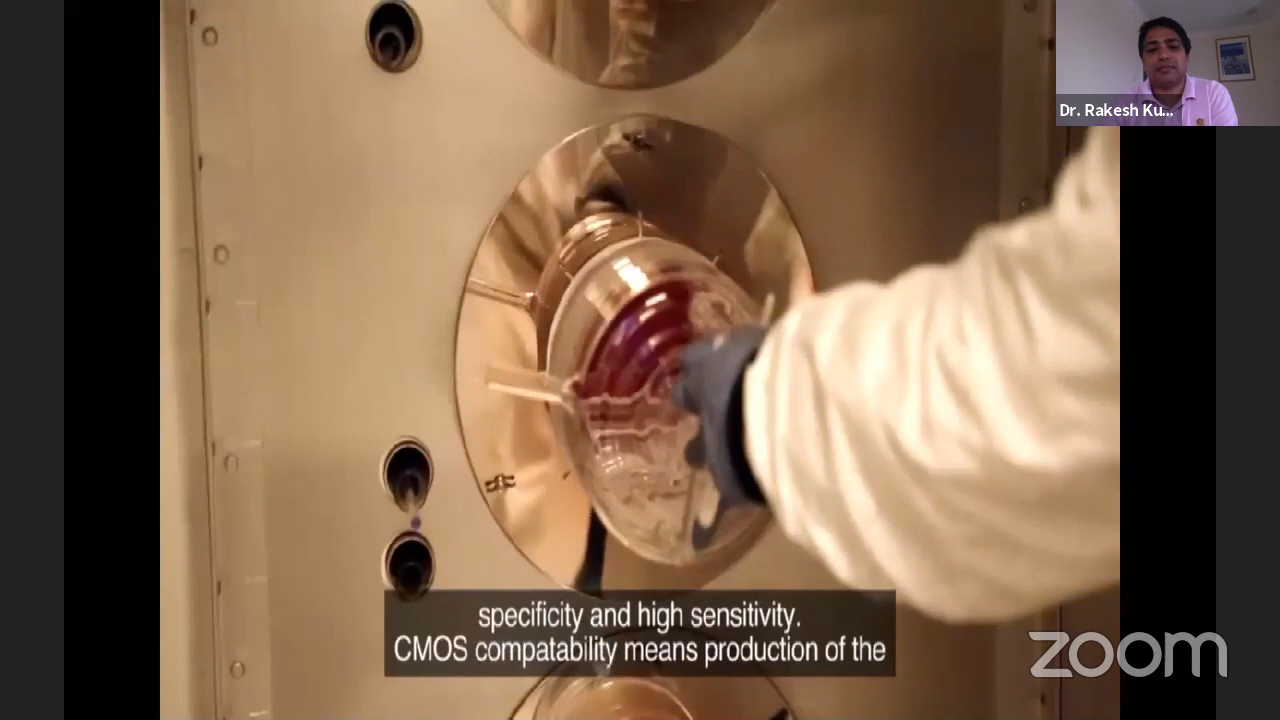 Dr. Rakesh Ku...
specificity and high sensitivity.
CMOS compatability means production of the
zoom